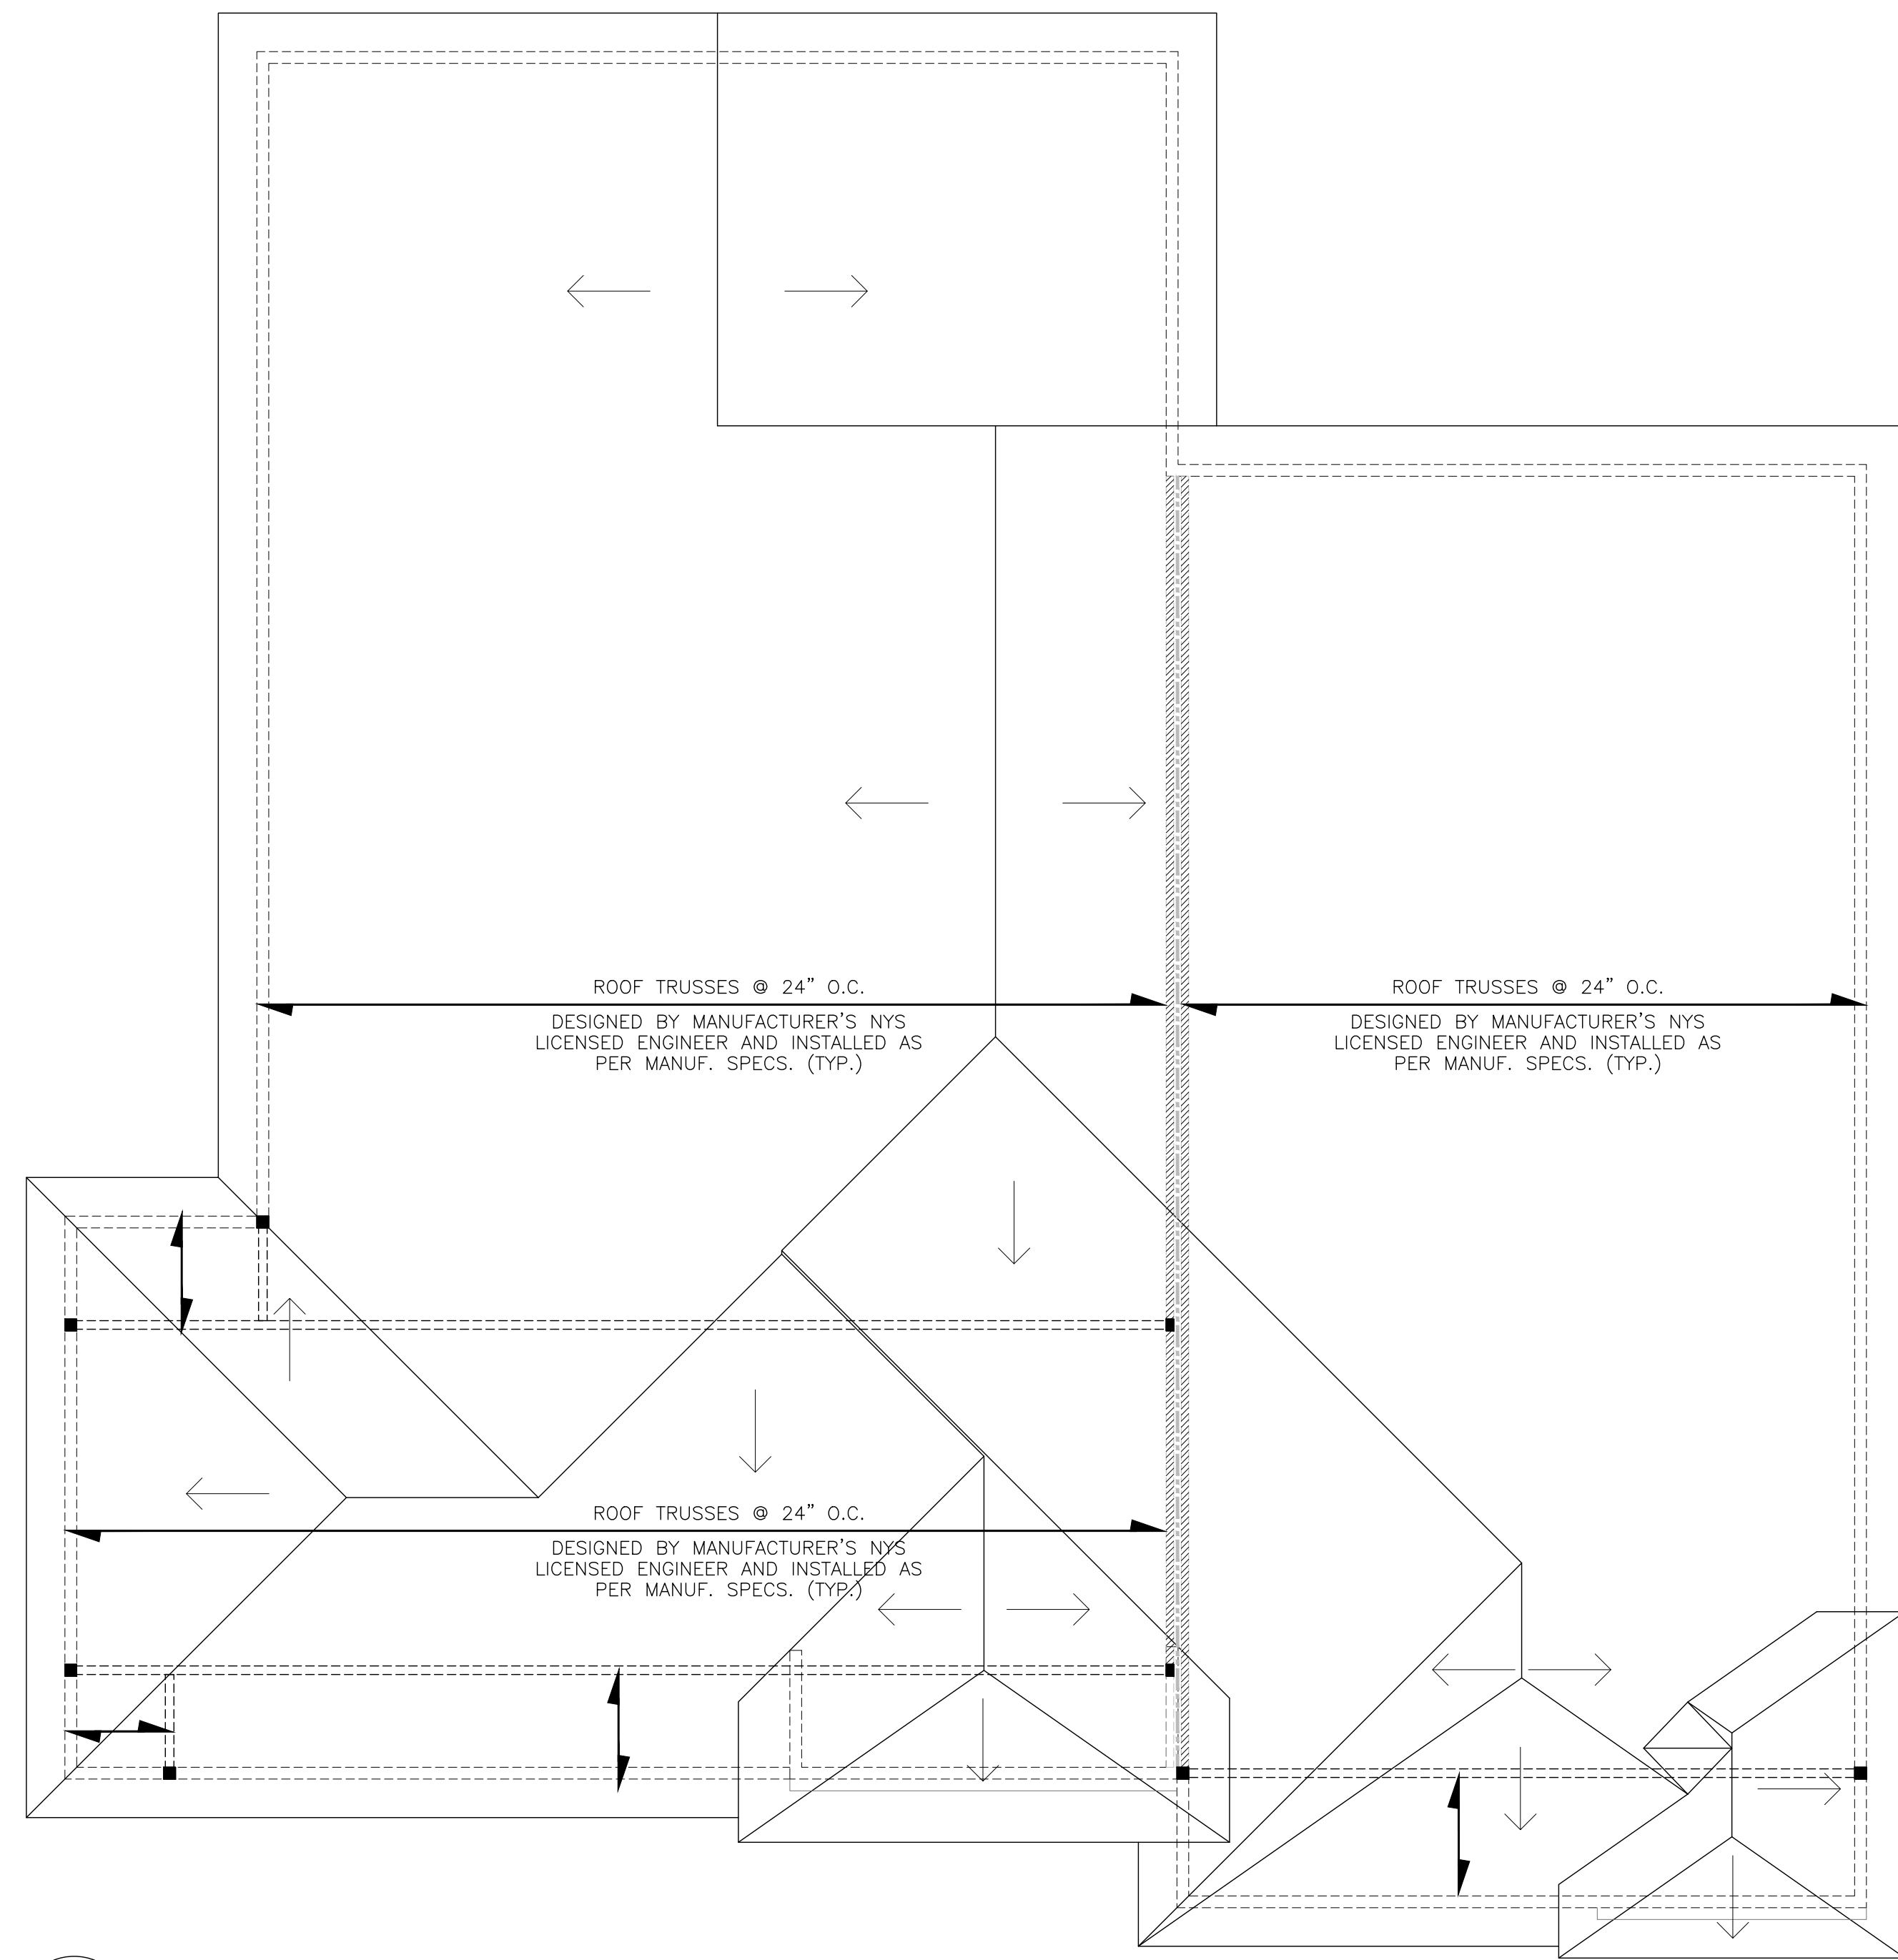 ROOF TRUSSES @ 24" O.C.
DESIGNED BY MANUFACTURER'S NYS
LICENSED ENGINEER AND INSTALLED AS
PER MANUF. SPECS. (TYP.)
ROOF TRUSSES @ 24" O.C.
DESIGNED BY MANUFACTURER'S NYS
LICENSED ENGINEER AND INSTALLED AS
PER MANUF. SPECS. (TYP.)
ROOF TRUSSES @ 24" O.C.
DESIGNED BY MANUFACTURER'S NYS
LICENSED ENGINEER AND INSTALLED AS
PER MANUF. SPECS. (TYP.)